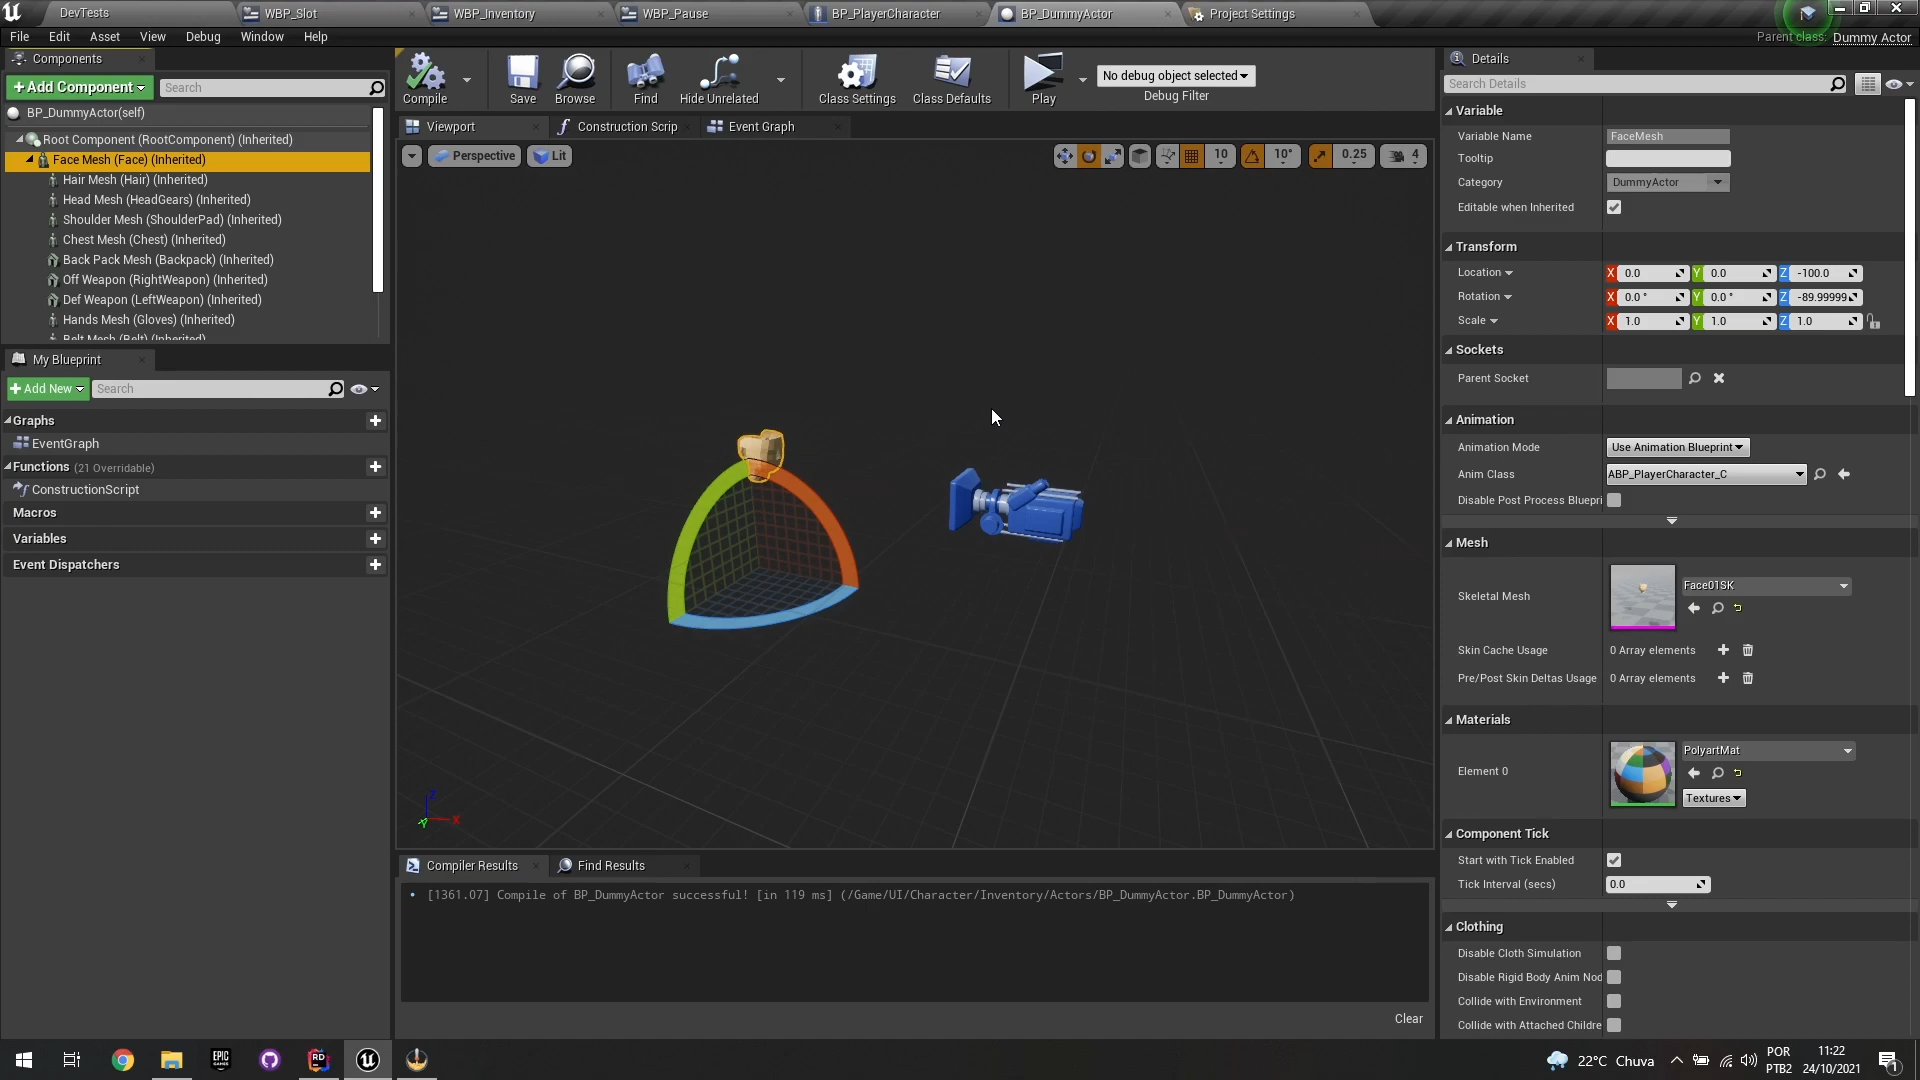 DevTests
WBP_Slot
WBP_Inventory
WBP_Pause
BP_PlayerCharacter
BP_DummyActor
Project Settings
File Edit Asset View Debug Window Help
Parent class: Dummy Actor
Components
+Add Component
Search
BP_DummyActor(self)
Root Component (RootComponent) (Inherited)
Face Mesh (Face) (Inherited)
Hair Mesh (Hair) (Inherited)
Head Mesh (HeadGears) (Inherited)
Shoulder Mesh (ShoulderPad) (Inherited)
Chest Mesh (Chest) (Inherited)
Back Pack Mesh (Backpack) (Inherited)
Off Weapon (RightWeapon) (Inherited)
Def Weapon (LeftWeapon) (Inherited)
Hands Mesh (Gloves) (Inherited)
Belt Mesh (Belt) (Inherited)
My Blueprint
+Add New
Search
Graphs
EventGraph
Functions (21 Overridable)
ConstructionScript
Macros
Variables
Event Dispatchers
Compile
Save
Browse
Find
Hide Unrelated
Class Settings
Class Defaults
Play
No debug object selected
Debug Filter
Viewport
Construction Scrip
Event Graph
Perspective
Lit
10
10°
0.25
4
Z
X
Y
Compiler Results
Find Results
• [1361.07] Compile of BP_DummyActor successful! [in 119 ms] (/Game/UI/Character/Inventory/Actors/BP_DummyActor.BP_DummyActor)
Clear
Details
Search Details
Variable
Variable Name FaceMesh
Tooltip
Category DummyActor
Editable when Inherited
Transform
Location X 0.0 Y 0.0 Z -100.0
Rotation X 0.0 ° Y 0.0 ° Z -89.99999
Scale X 1.0 Y 1.0 Z 1.0
Sockets
Parent Socket
Animation
Animation Mode Use Animation Blueprint
Anim Class ABP_PlayerCharacter_C
Disable Post Process Bluepri
Mesh
Skeletal Mesh Face01SK
Skin Cache Usage 0 Array elements
Pre/Post Skin Deltas Usage 0 Array elements
Materials
Element 0 PolyartMat
Textures
Component Tick
Start with Tick Enabled
Tick Interval (secs) 0.0
Clothing
Disable Cloth Simulation
Disable Rigid Body Anim Nod
Collide with Environment
Collide with Attached Childre
EPIC GAMES
RD
22°C Chuva
POR
PTB2
11:22
24/10/2021
1